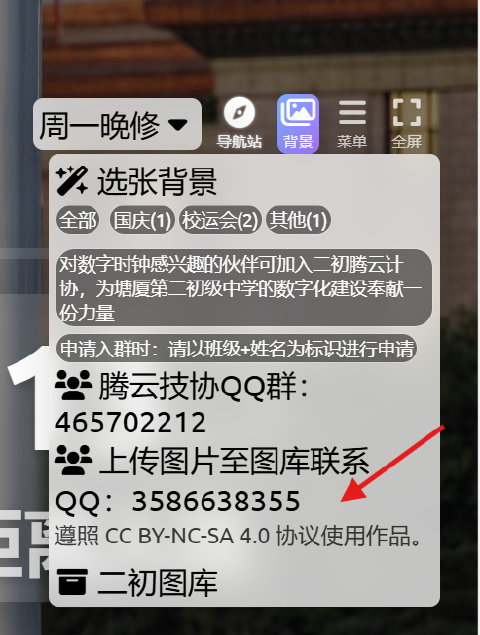 周一晚修
导航站
背景
菜单
全屏
选张背景
全部 国庆(1) 校运会(2) 其他(1)
对数字时钟感兴趣的伙伴可加入二初腾云计
协，为塘厦第二初级中学的数字化建设奉献一
份力量
申请入群时：请以班级+姓名为标识进行申请
腾云技协QQ群：
465702212
上传图片至图库联系
QQ：3586638355
遵照 CC BY-NC-SA 4.0 协议使用作品。
二初图库
1
距离